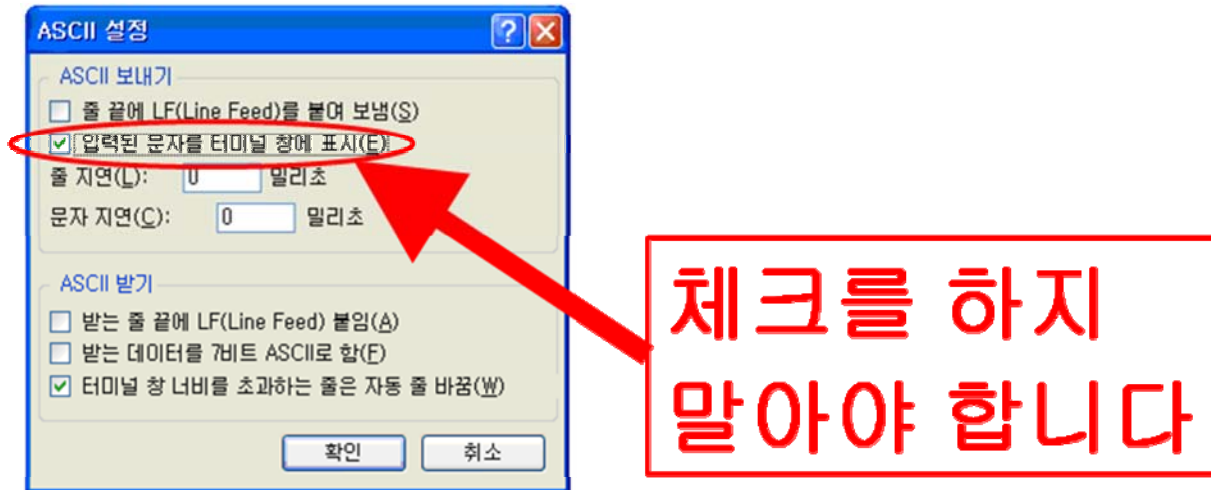 ASCII 설정
ASCII 보내기
줄 끝에 LF(Line Feed)를 붙여 보냄(S)
입력된 문자를 터미널 창에 표시(E)
줄 지연(L): 0 밀리초
문자 지연(C): 0 밀리초
ASCII 받기
받는 줄 끝에 LF(Line Feed) 붙임(A)
받는 데이터를 7비트 ASCII로 함(F)
터미널 창 너비를 초과하는 줄은 자동 줄 바꿈(W)
확인 취소
체크를 하지
말아야 합니다